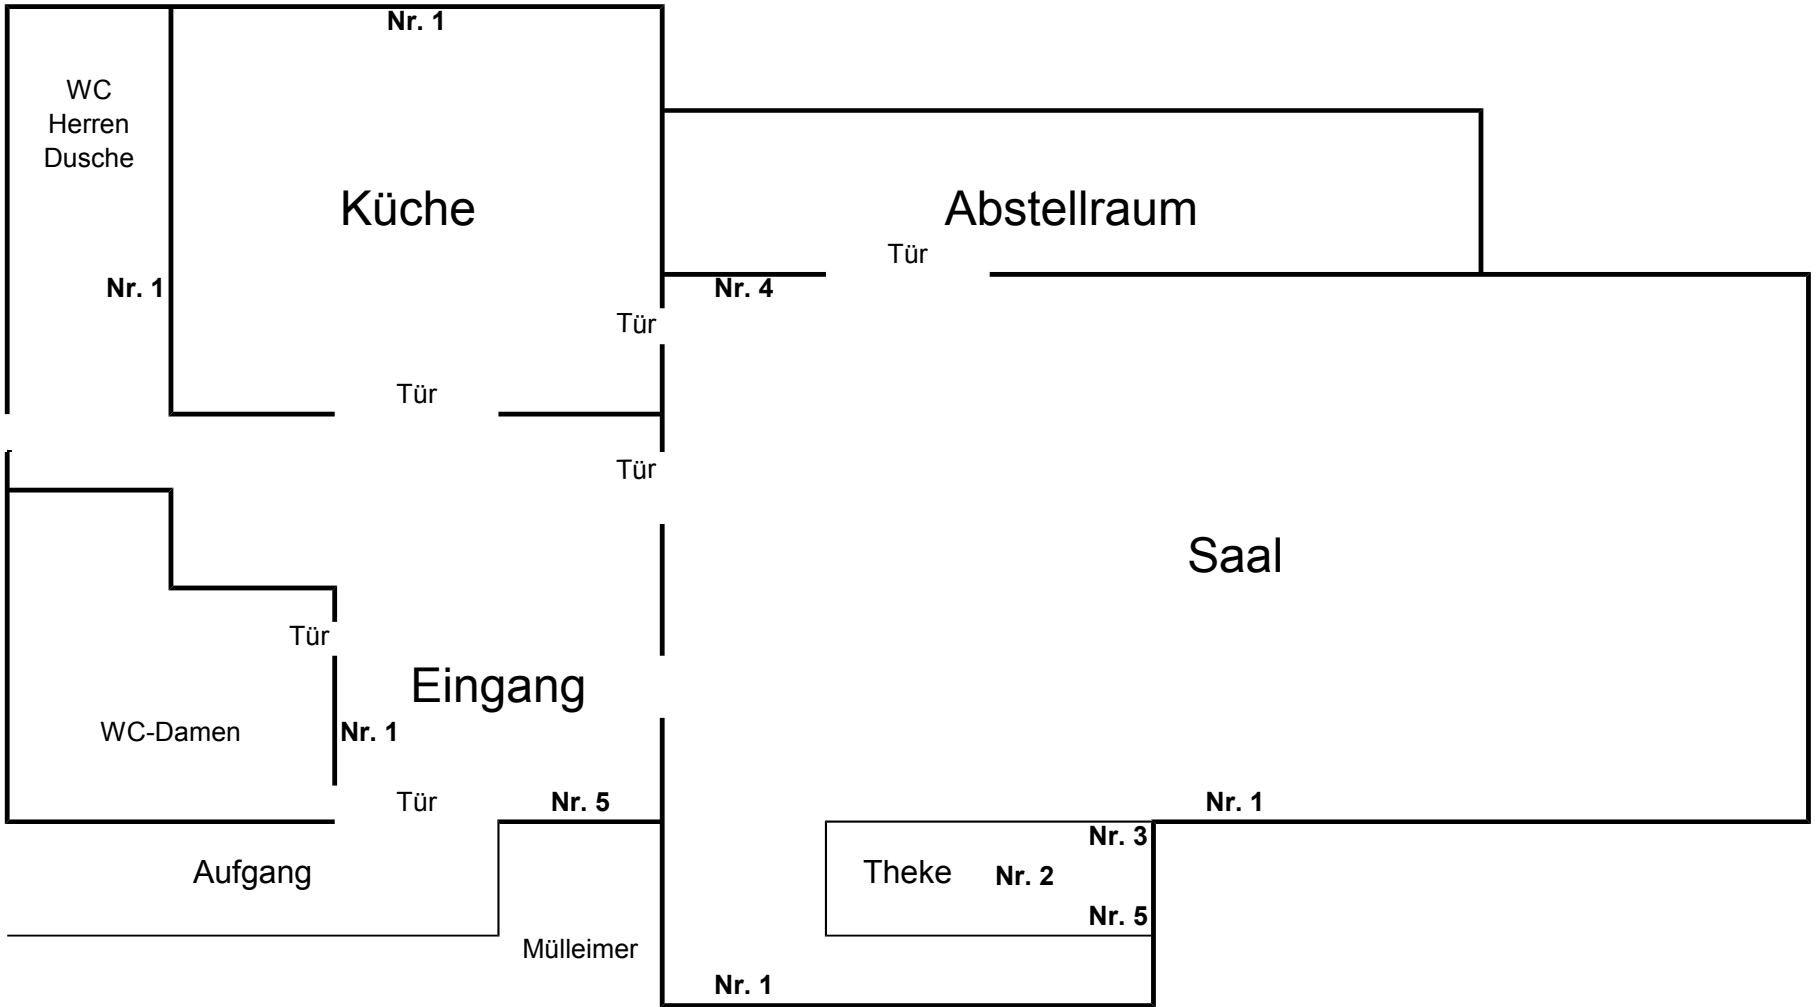 Nr. 1
WC
Herren
Dusche
Küche
Abstellraum
Tür
Nr. 1
Nr. 4
Tür
Tür
Tür
Saal
Tür
Eingang
WC-Damen
Nr. 1
Tür
Nr. 5
Nr. 1
Nr. 3
Aufgang
Theke
Nr. 2
Nr. 5
Mülleimer
Nr. 1